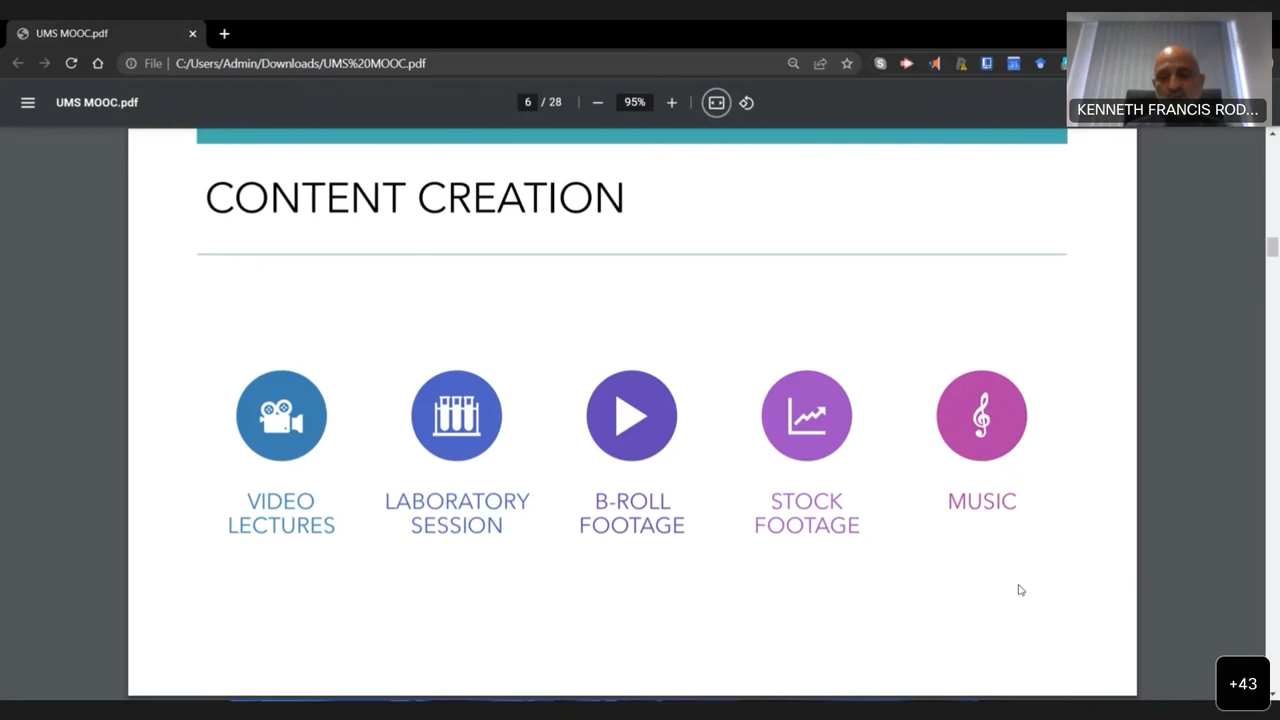 UMS MOOC.pdf
File
C:/Users/Admin/Downloads/UMS%20MOOC.pdf
UMS MOOC.pdf
6 / 28
95%
KENNETH FRANCIS ROD...
CONTENT CREATION
VIDEO
LECTURES
LABORATORY
SESSION
B-ROLL
FOOTAGE
STOCK
FOOTAGE
MUSIC
+43